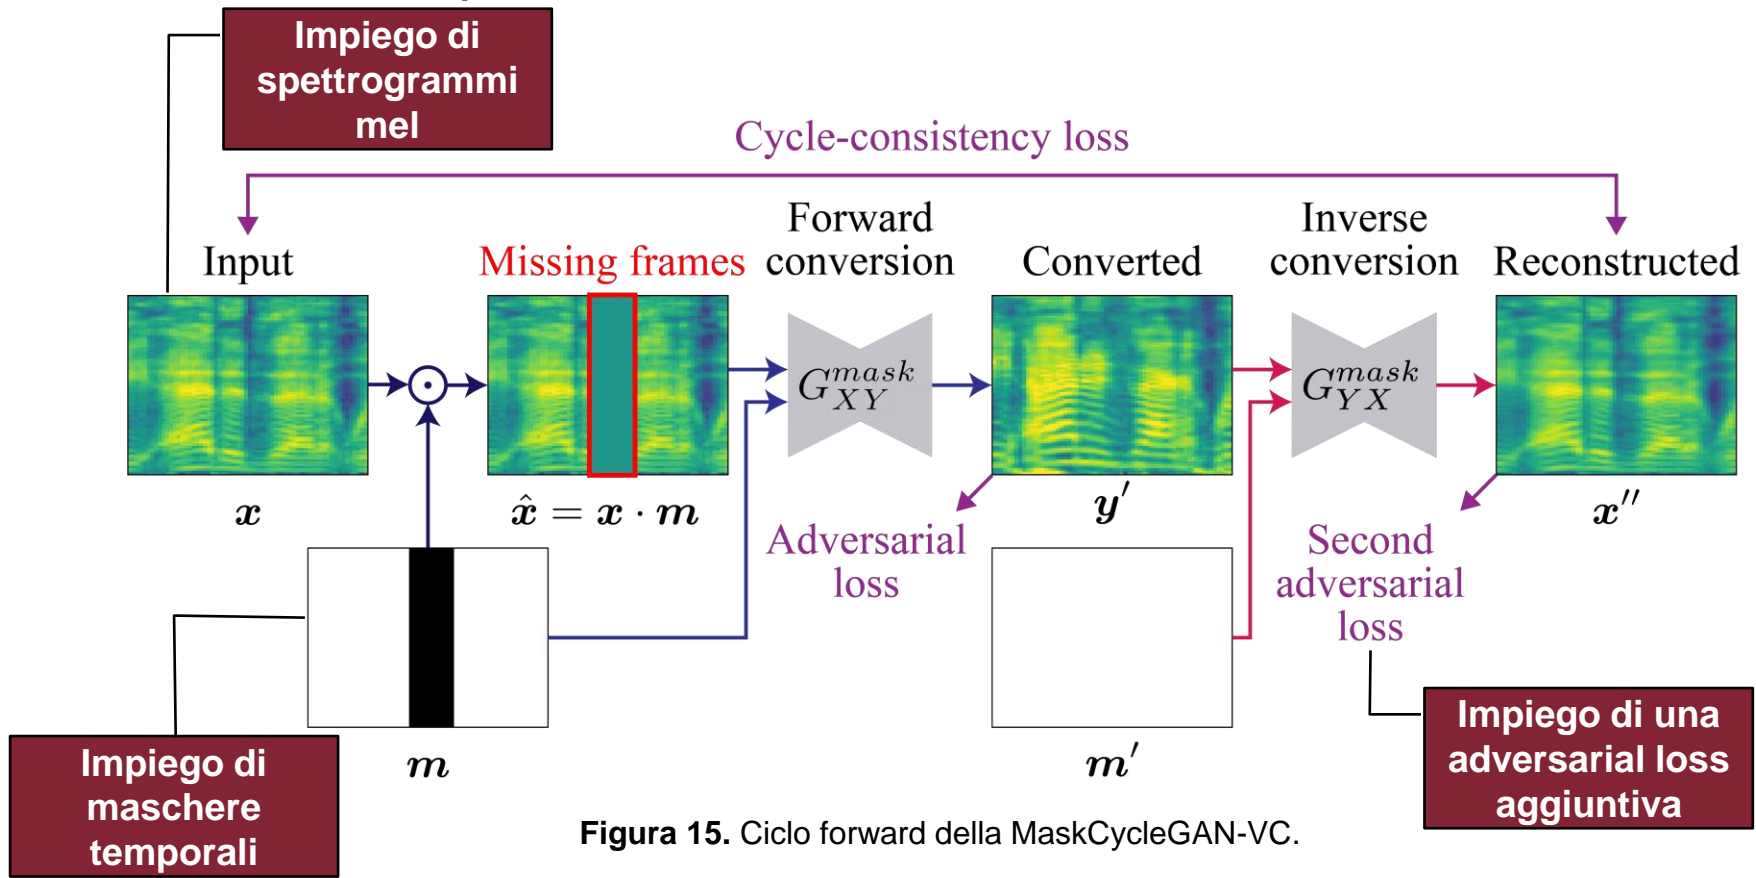 Impiego di
spettrogrammi
mel
Cycle-consistency loss
Input
Missing frames
Forward
conversion
Converted
Inverse
conversion
Reconstructed
G_{XY}^{mask}
G_{YX}^{mask}
x
x̂ = x · m
y′
x′′
Adversarial
loss
Second
adversarial
loss
m
m′
Impiego di
maschere
temporali
Impiego di una
adversarial loss
aggiuntiva
Figura 15. Ciclo forward della MaskCycleGAN-VC.